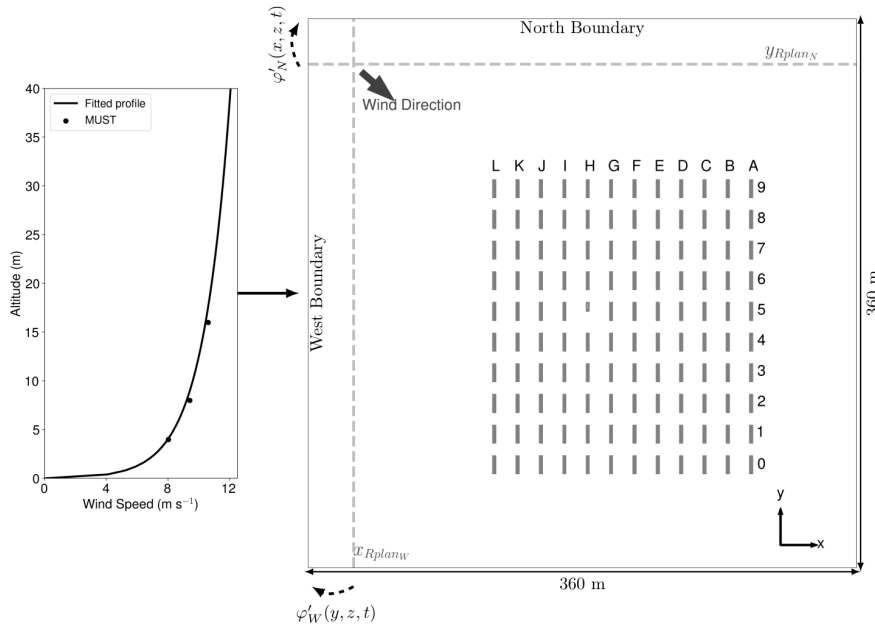 φ′_N(x, z, t)
North Boundary
y_{Rplan_N}
Wind Direction
40
35
30
25
20
15
10
5
0
Altitude (m)
Fitted profile
MUST
0 4 8 12
Wind Speed (m s⁻¹)
West Boundary
L K J I H G F E D C B A
9
8
7
6
5
4
3
2
1
0
360 m
y
x
x_{Rplan_W}
360 m
φ′_W(y, z, t)